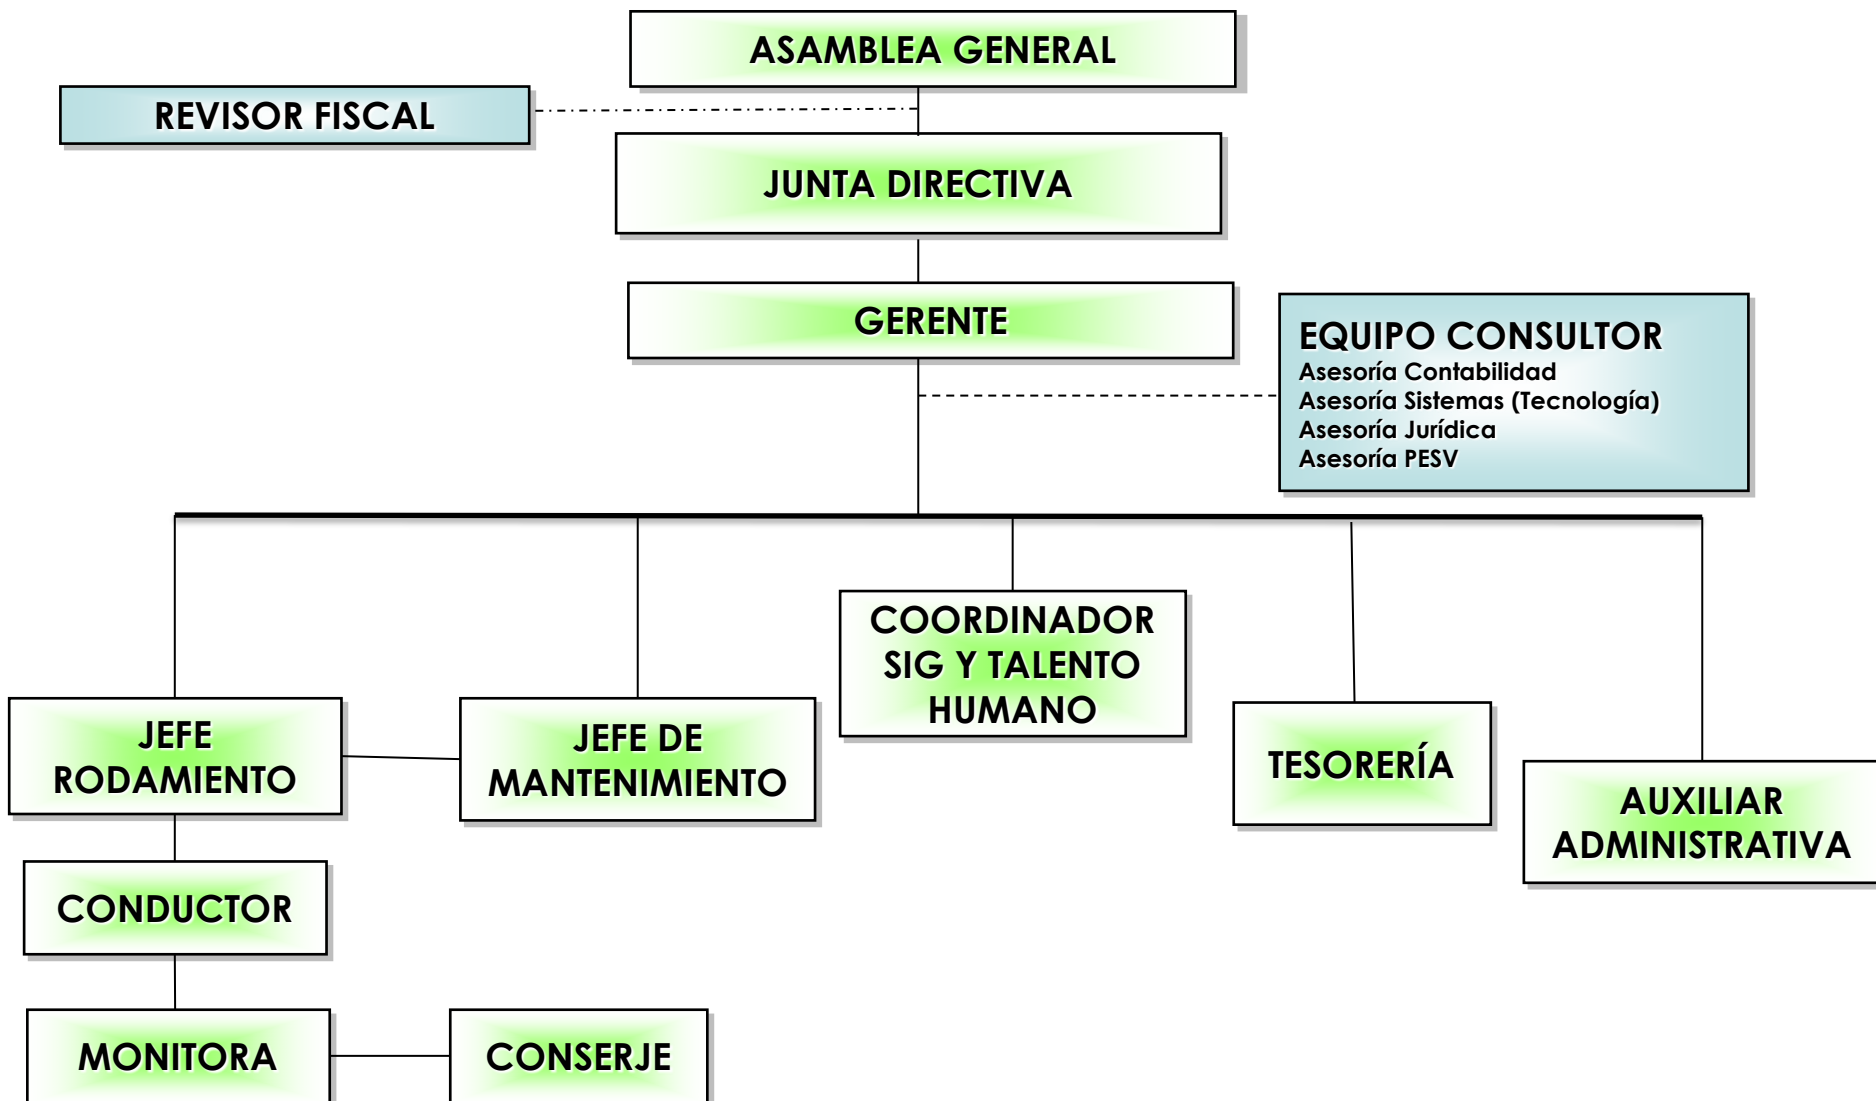 ASAMBLEA GENERAL
REVISOR FISCAL
JUNTA DIRECTIVA
GERENTE
EQUIPO CONSULTOR
Asesoría Contabilidad
Asesoría Sistemas (Tecnología)
Asesoría Jurídica
Asesoría PESV
JEFE
RODAMIENTO
JEFE DE
MANTENIMIENTO
COORDINADOR
SIG Y TALENTO
HUMANO
TESORERÍA
AUXILIAR
ADMINISTRATIVA
CONDUCTOR
MONITORA
CONSERJE